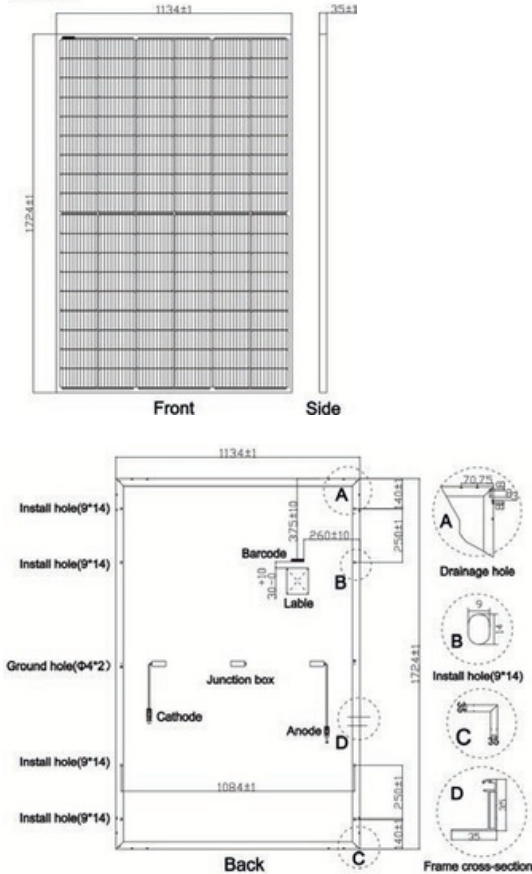 1134±1
35±1
1724±1
Front
Side
1134±1
A
140±1
250±1
375±10
260±10
Install hole(9*14)
Install hole(9*14)
Barcode
B
+10
30-0
Lable
1724±1
Ground hole(Φ4*2)
Junction box
Cathode
Anode
D
Install hole(9*14)
1084±1
250±1
Install hole(9*14)
140±1
C
Back
70.75
A
Drainage hole
9
14
B
Install hole(9*14)
C
D
35
35
Frame cross-section